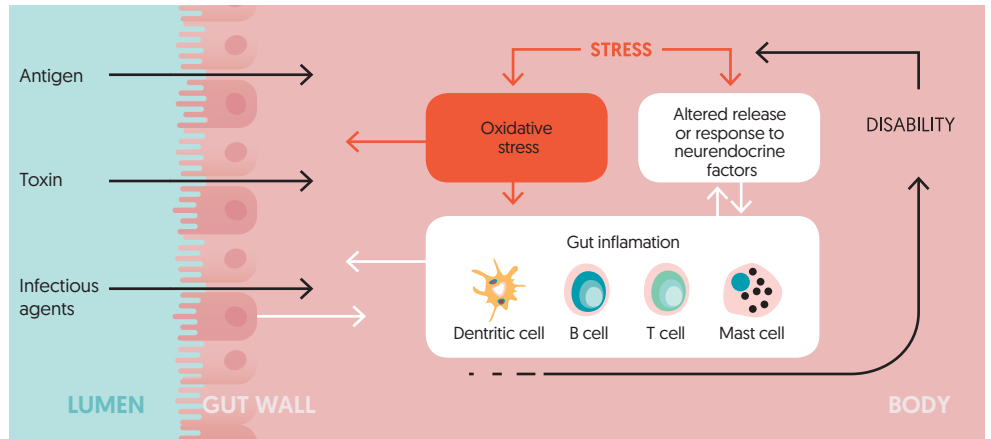 Antigen
Toxin
Infectious
agents
STRESS
Oxidative
stress
Altered release
or response to
neurendocrine
factors
DISABILITY
Gut inflamation
Dentritic cell
B cell
T cell
Mast cell
LUMEN
GUT WALL
BODY